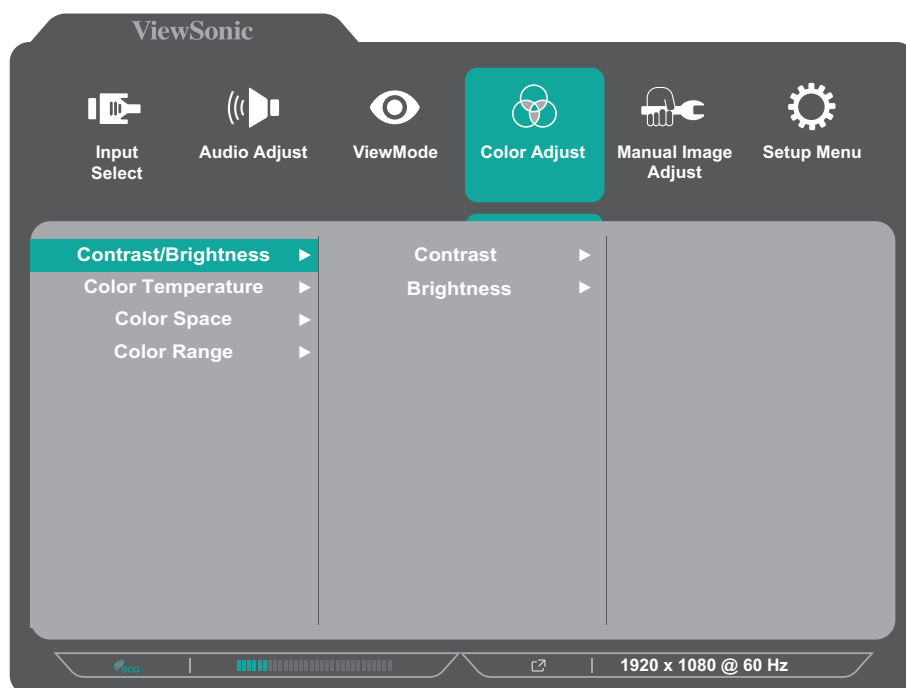 ViewSonic
Input Select
Audio Adjust
ViewMode
Color Adjust
Manual Image Adjust
Setup Menu
Contrast/Brightness
Contrast
Color Temperature
Brightness
Color Space
Color Range
eco
1920 x 1080 @ 60 Hz